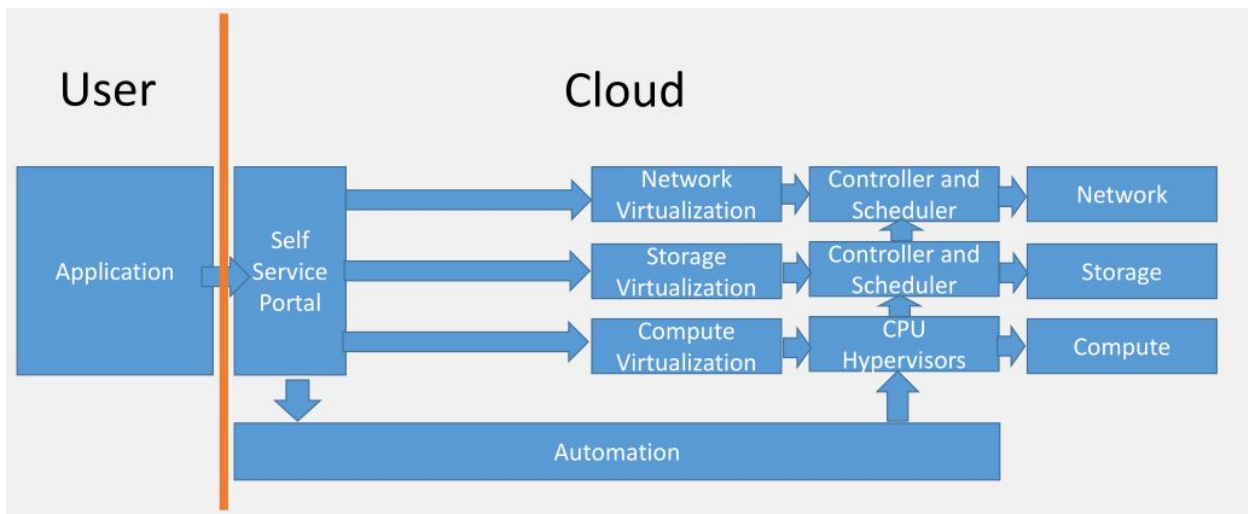 User
Cloud
Application
Self
Service
Portal
Network
Virtualization
Controller and
Scheduler
Network
Storage
Virtualization
Controller and
Scheduler
Storage
Compute
Virtualization
CPU
Hypervisors
Compute
Automation